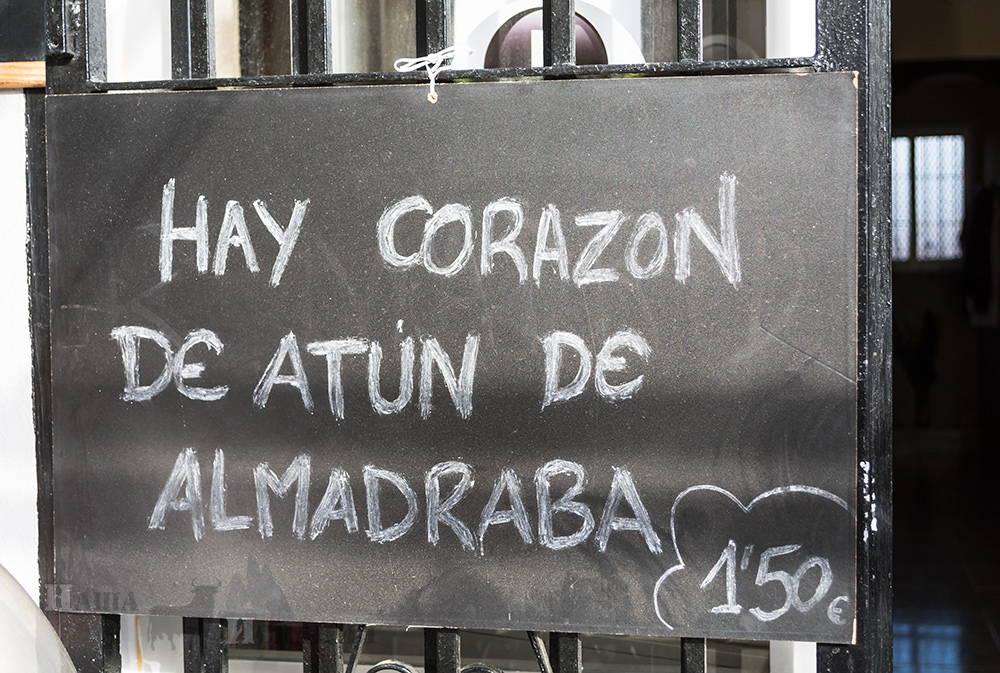 HAY CORAZON
DE ATÚN DE
ALMADRABA
1'50€